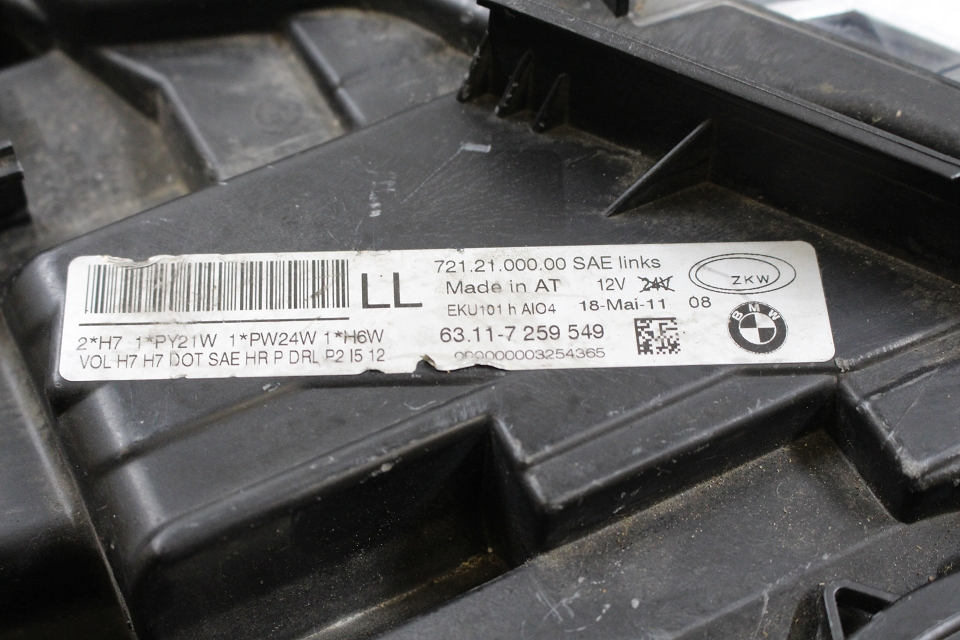 LL
721.21.000.00 SAE links
Made in AT 12V 24V
EKU101 h AIO4 18-Mai-11 08
63.11-7 259 549
000000003254365
2*H7 1*PY21W 1*PW24W 1*H6W
VOL H7 H7 DOT SAE HR P DRL P2 I5 12
ZKW
BMW